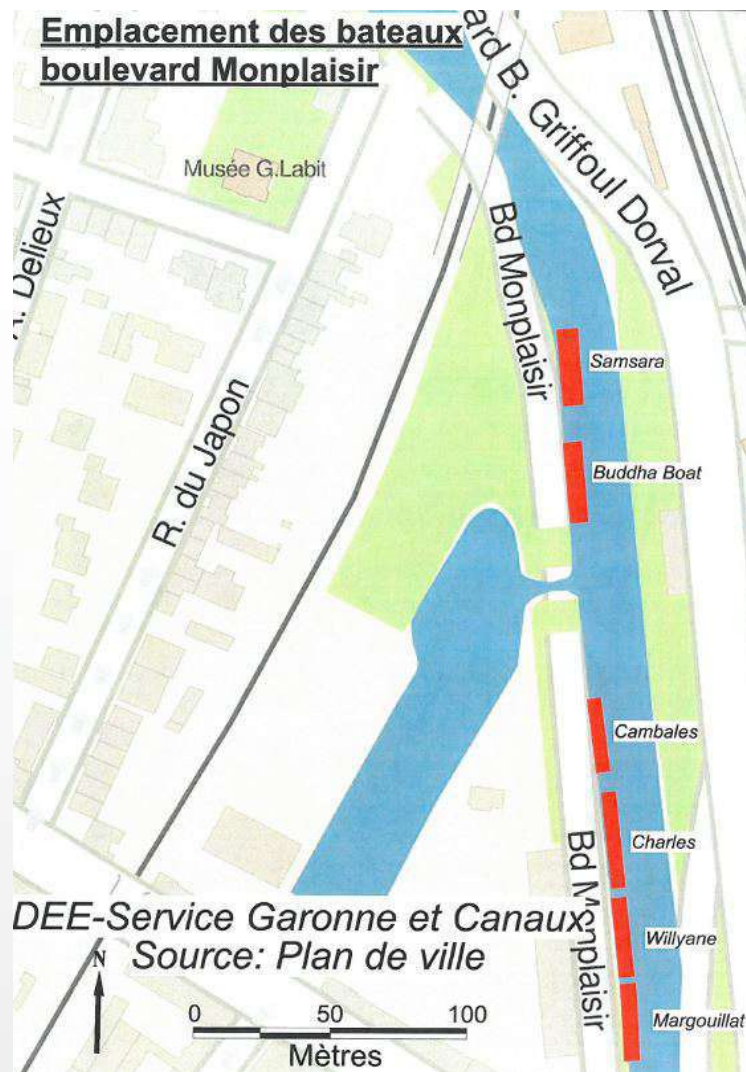 Emplacement des bateaux
boulevard Monplaisir
ard B. Griffoul Dorval
Musée G.Labit
A. Delieux
Bd Monplaisir
Samsara
R. du Japon
Buddha Boat
Cambales
Charles
Bd Monplaisir
Willyane
DEE-Service Garonne et Canaux
Source: Plan de ville
N
0 50 100
Mètres
Margouillat